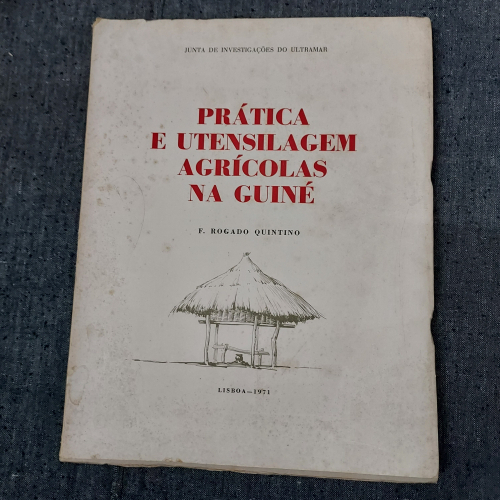 JUNTA DE INVESTIGAÇÕES DO ULTRAMAR
PRÁTICA
E UTENSILAGEM
AGRÍCOLAS
NA GUINÉ
F. ROGADO QUINTINO
LISBOA—1971